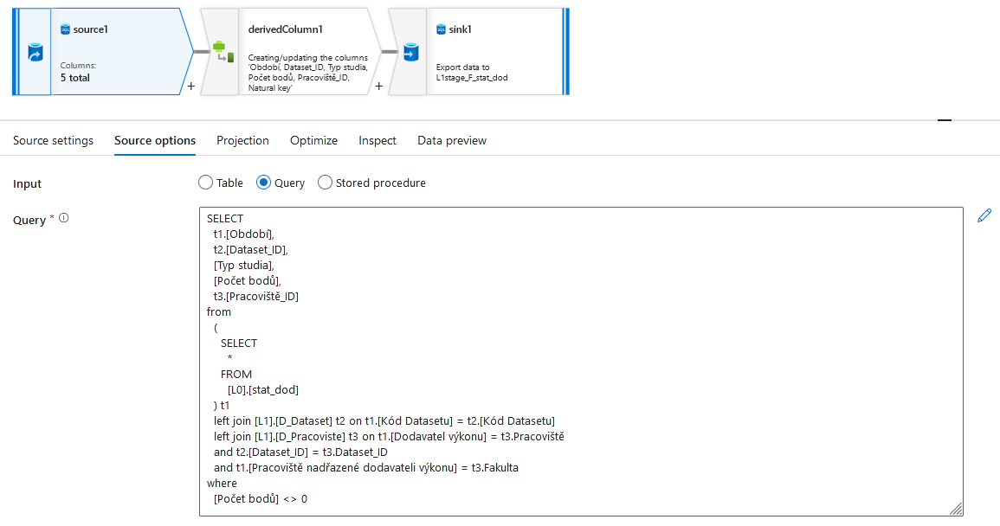 source1
Columns:
5 total
+
derivedColumn1
Creating/updating the columns
'Období, Dataset_ID, Typ studia,
Počet bodů, Pracoviště_ID,
Natural key'
+
sink1
Export data to
L1stage_F_stat_dod
Source settings
Source options
Projection
Optimize
Inspect
Data preview
Input
Table
Query
Stored procedure
Query *
SELECT
t1.[Období],
t2.[Dataset_ID],
[Typ studia],
[Počet bodů],
t3.[Pracoviště_ID]
from
(
SELECT
*
FROM
[L0].[stat_dod]
) t1
left join [L1].[D_Dataset] t2 on t1.[Kód Datasetu] = t2.[Kód Datasetu]
left join [L1].[D_Pracoviste] t3 on t1.[Dodavatel výkonu] = t3.Pracoviště
and t2.[Dataset_ID] = t3.Dataset_ID
and t1.[Pracoviště nadřazené dodavateli výkonu] = t3.Fakulta
where
[Počet bodů] <> 0